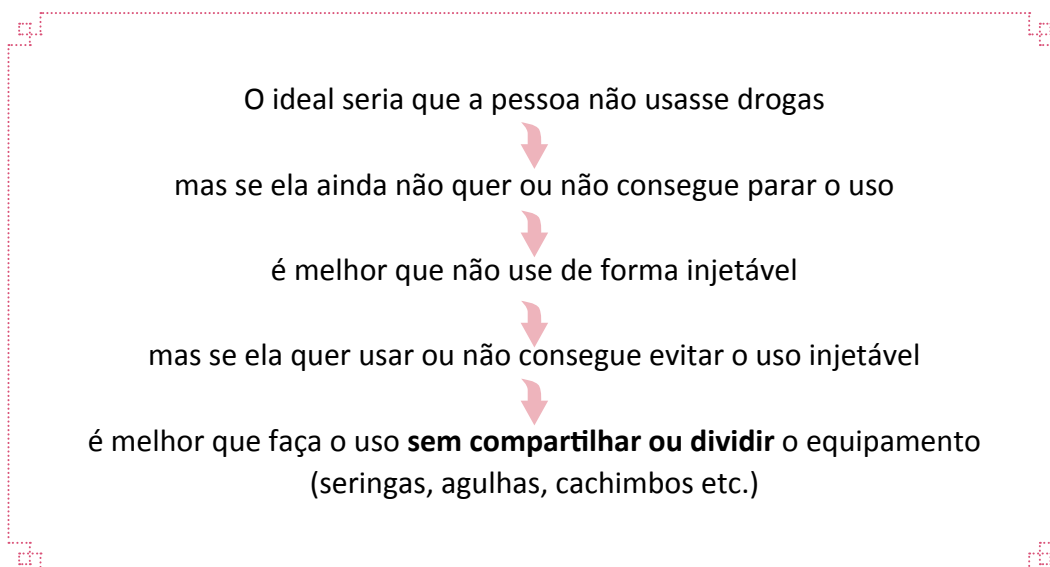 O ideal seria que a pessoa não usasse drogas
mas se ela ainda não quer ou não consegue parar o uso
é melhor que não use de forma injetável
mas se ela quer usar ou não consegue evitar o uso injetável
é melhor que faça o uso sem compartilhar ou dividir o equipamento
(seringas, agulhas, cachimbos etc.)